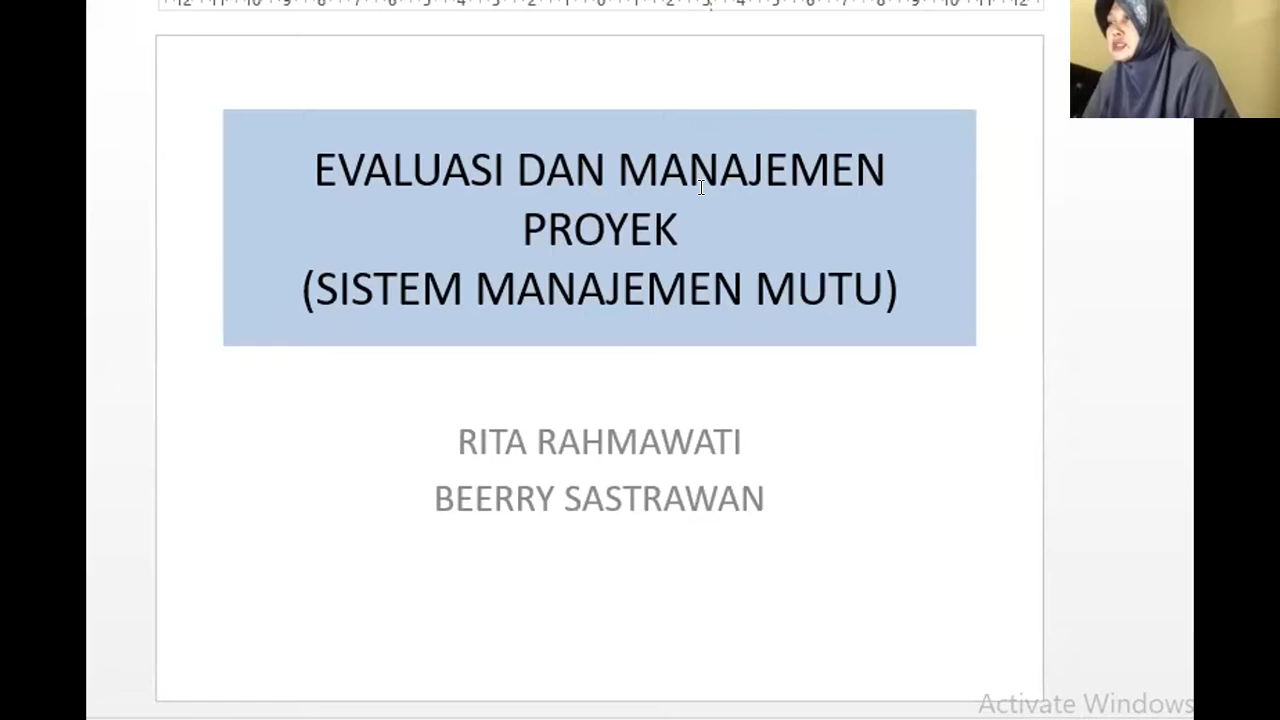 EVALUASI DAN MANAJEMEN
PROYEK
(SISTEM MANAJEMEN MUTU)
RITA RAHMAWATI
BEERRY SASTRAWAN
Activate Windows